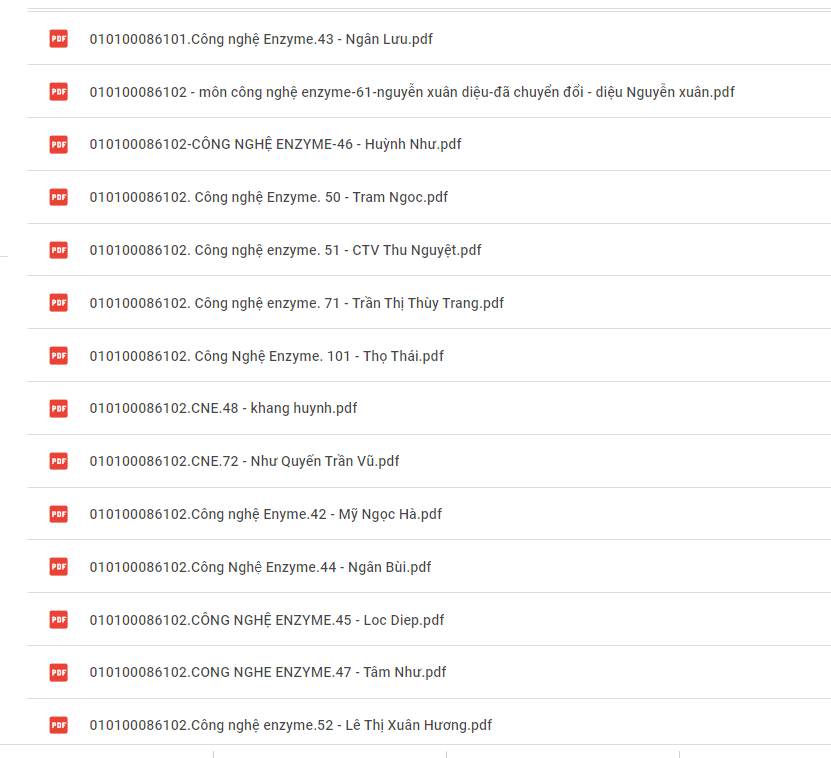 PDF 010100086101.Công nghệ Enzyme.43 - Ngân Lưu.pdf
PDF 010100086102 - môn công nghệ enzyme-61-nguyễn xuân diệu-đã chuyển đổi - diệu Nguyễn xuân.pdf
PDF 010100086102-CÔNG NGHỆ ENZYME-46 - Huỳnh Như.pdf
PDF 010100086102. Công nghệ Enzyme. 50 - Tram Ngoc.pdf
PDF 010100086102. Công nghệ enzyme. 51 - CTV Thu Nguyệt.pdf
PDF 010100086102. Công nghệ enzyme. 71 - Trần Thị Thùy Trang.pdf
PDF 010100086102. Công Nghệ Enzyme. 101 - Thọ Thái.pdf
PDF 010100086102.CNE.48 - khang huynh.pdf
PDF 010100086102.CNE.72 - Như Quyến Trần Vũ.pdf
PDF 010100086102.Công nghệ Enyme.42 - Mỹ Ngọc Hà.pdf
PDF 010100086102.Công Nghệ Enzyme.44 - Ngân Bùi.pdf
PDF 010100086102.CÔNG NGHỆ ENZYME.45 - Loc Diep.pdf
PDF 010100086102.CONG NGHE ENZYME.47 - Tâm Như.pdf
PDF 010100086102.Công nghệ enzyme.52 - Lê Thị Xuân Hương.pdf